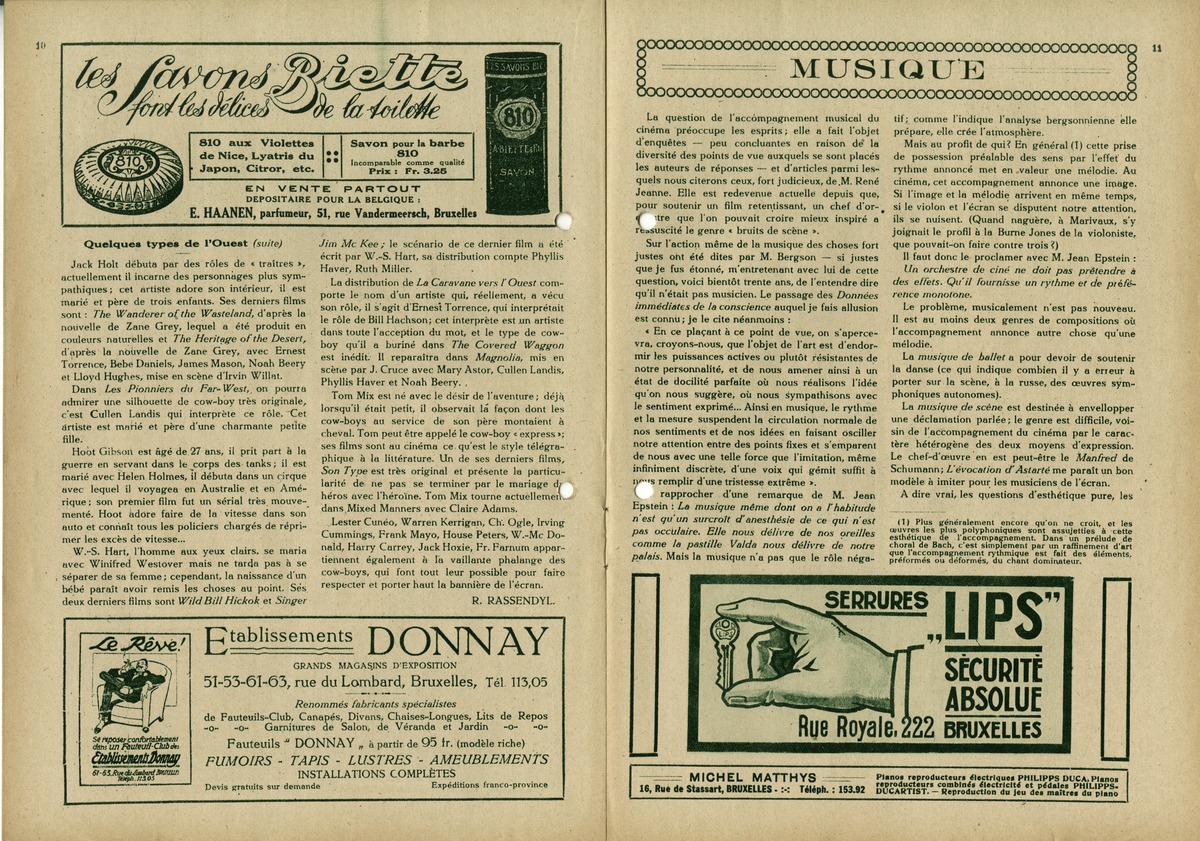 10
les Savons Biette
font les délices de la toilette
LES SAVONS BI
810
A. BIETTE & FILS
SAVON
810
810 aux Violettes
de Nice, Lyatris du
Japon, Citror, etc.
Savon pour la barbe
810
Incomparable comme qualité
Prix : Fr. 3.25
EN VENTE PARTOUT
DEPOSITAIRE POUR LA BELGIQUE :
E. HAANEN, parfumeur, 51, rue Vandermeersch, Bruxelles
Quelques types de l'Ouest (suite)
Jack Holt débuta par des rôles de « traîtres »,
actuellement il incarne des personnages plus sym-
pathiques ; cet artiste adore son intérieur, il est
marié et père de trois enfants. Ses derniers films
sont : The Wanderer of the Wasteland, d'après la
nouvelle de Zane Grey, lequel a été produit en
couleurs naturelles et The Heritage of the Desert,
d'après la nouvelle de Zane Grey, avec Ernest
Torrence, Bebe Daniels, James Mason, Noah Beery
et Lloyd Hughes, mise en scène d'Irvin Willat.
Dans Les Pionniers du Far-West, on pourra
admirer une silhouette de cow-boy très originale,
c'est Cullen Landis qui interprète ce rôle. Cet
artiste est marié et père d'une charmante petite
fille.
Hoot Gibson est âgé de 27 ans, il prit part à la
guerre en servant dans le corps des tanks ; il est
marié avec Helen Holmes, il débuta dans un cirque
avec lequel il voyagea en Australie et en Amé-
rique ; son premier film fut un sérial très mouve-
menté. Hoot adore faire de la vitesse dans son
auto et connaît tous les policiers chargés de répri-
mer les excès de vitesse...
W.-S. Hart, l'homme aux yeux clairs, se maria
avec Winifred Westover mais ne tarda pas à se
séparer de sa femme ; cependant, la naissance d'un
bébé paraît avoir remis les choses au point. Ses
deux derniers films sont Wild Bill Hickok et Singer
Jim Mc Kee ; le scénario de ce dernier film a été
écrit par W.-S. Hart, sa distribution compte Phyllis
Haver, Ruth Miller.
La distribution de La Caravane vers l'Ouest com-
porte le nom d'un artiste qui, réellement, a vécu
son rôle, il s'agit d'Ernest Torrence, qui interprétait
le rôle de Bill Hachson ; cet interprète est un artiste
dans toute l'acception du mot, et le type de cow-
boy qu'il a buriné dans The Covered Waggon
est inédit. Il reparaîtra dans Magnolia, mis en
scène par J. Cruce avec Mary Astor, Cullen Landis,
Phyllis Haver et Noah Beery.
Tom Mix est né avec le désir de l'aventure ; déjà
lorsqu'il était petit, il observait la façon dont les
cow-boys au service de son père montaient à
cheval. Tom peut être appelé le cow-boy « express » ;
ses films sont au cinéma ce qu'est le style télégra-
phique à la littérature. Un de ses derniers films,
Son Type est très original et présente la particu-
larité de ne pas se terminer par le mariage d
héros avec l'héroïne. Tom Mix tourne actuellemen
dans Mixed Manners avec Claire Adams.
Lester Cunéo, Warren Kerrigan, Ch. Ogle, Irving
Cummings, Frank Mayo, House Peters, W.-Mc Do-
nald, Harry Carrey, Jack Hoxie, Fr. Farnum appar-
tiennent également à la vaillante phalange des
cow-boys, qui font tout leur possible pour faire
respecter et porter haut la bannière de l'écran.
R. RASSENDYL.
Le Rêve !
Se reposer confortablement
dans un Fauteuil-Club des
Etablissements Donnay
61-63. Rue du Lombard Bruxelles
Téléph. 113.05
Etablissements DONNAY
GRANDS MAGASINS D'EXPOSITION
51-53-61-63, rue du Lombard, Bruxelles, Tél. 113,05
Renommés fabricants spécialistes
de Fauteuils-Club, Canapés, Divans, Chaises-Longues, Lits de Repos
-o- -o- Garnitures de Salon, de Véranda et Jardin -o- -o-
Fauteuils “ DONNAY „ à partir de 95 fr. (modèle riche)
FUMOIRS - TAPIS - LUSTRES - AMEUBLEMENTS
INSTALLATIONS COMPLÈTES
Devis gratuits sur demande Expéditions franco-province
11
MUSIQUE
La question de l'accompagnement musical du
cinéma préoccupe les esprits ; elle a fait l'objet
d'enquêtes — peu concluantes en raison de la
diversité des points de vue auxquels se sont placés
les auteurs de réponses — et d'articles parmi les-
quels nous citerons ceux, fort judicieux, de M. René
Jeanne. Elle est redevenue actuelle depuis que,
pour soutenir un film retentissant, un chef d'or-
stre que l'on pouvait croire mieux inspiré a
ressuscité le genre « bruits de scène ».
Sur l'action même de la musique des choses fort
justes ont été dites par M. Bergson — si justes
que je fus étonné, m'entretenant avec lui de cette
question, voici bientôt trente ans, de l'entendre dire
qu'il n'était pas musicien. Le passage des Données
immédiates de la conscience auquel je fais allusion
est connu ; je le cite néanmoins :
« En ce plaçant à ce point de vue, on s'aperce-
vra, croyons-nous, que l'objet de l'art est d'endor-
mir les puissances actives ou plutôt résistantes de
notre personnalité, et de nous amener ainsi à un
état de docilité parfaite où nous réalisons l'idée
qu'on nous suggère, où nous sympathisons avec
le sentiment exprimé... Ainsi en musique, le rythme
et la mesure suspendent la circulation normale de
nos sentiments et de nos idées en faisant osciller
notre attention entre des points fixes et s'emparent
de nous avec une telle force que l'imitation, même
infiniment discrète, d'une voix qui gémit suffit à
nous remplir d'une tristesse extrême ».
rapprocher d'une remarque de M. Jean
Epstein : La musique même dont on a l'habitude
n'est qu'un surcroît d'anesthésie de ce qui n'est
pas occulaire. Elle nous délivre de nos oreilles
comme la pastille Valda nous délivre de notre
palais. Mais la musique n'a pas que le rôle néga-
tif ; comme l'indique l'analyse bergsonnienne elle
prépare, elle crée l'atmosphère.
Mais au profit de qui ? En général (1) cette prise
de possession préalable des sens par l'effet du
rythme annoncé met en valeur une mélodie. Au
cinéma, cet accompagnement annonce une image.
Si l'image et la mélodie arrivent en même temps,
si le violon et l'écran se disputent notre attention,
ils se nuisent. (Quand naguère, à Marivaux, s'y
joignait le profil à la Burne Jones de la violoniste,
que pouvait-on faire contre trois ?)
Il faut donc le proclamer avec M. Jean Epstein :
Un orchestre de ciné ne doit pas prétendre à
des effets. Qu'il fournisse un rythme et de préfé-
rence monotone.
Le problème, musicalement n'est pas nouveau.
Il est au moins deux genres de compositions où
l'accompagnement annonce autre chose qu'une
mélodie.
La musique de ballet a pour devoir de soutenir
la danse (ce qui indique combien il y a erreur à
porter sur la scène, à la russe, des œuvres sym-
phoniques autonomes).
La musique de scène est destinée à envelopper
une déclamation parlée ; le genre est difficile, voi-
sin de l'accompagnement du cinéma par le carac-
tère hétérogène des deux moyens d'expression.
Le chef-d'œuvre en est peut-être le Manfred de
Schumann ; L'évocation d'Astarté me paraît un bon
modèle à imiter pour les musiciens de l'écran.
A dire vrai, les questions d'esthétique pure, les
(1) Plus généralement encore qu'on ne croit, et les
œuvres les plus polyphoniques sont assujetties à cette
esthétique de l'accompagnement. Dans un prélude de
choral de Bach, c'est simplement par un raffinement d'art
que l'accompagnement rythmique est fait des éléments,
préformés ou déformés, du chant dominateur.
SERRURES
„LIPS”
SÉCURITÉ
ABSOLUE
Rue Royale, 222 BRUXELLES
MICHEL MATTHYS
16, Rue de Stassart, BRUXELLES - :-: Téléph. : 153.92
Pianos reproducteurs électriques PHILIPPS DUCA, Pianos
reproducteurs combinés électricité et pédales PHILIPPS-
DUCARTIST. — Reproduction du jeu des maîtres du piano